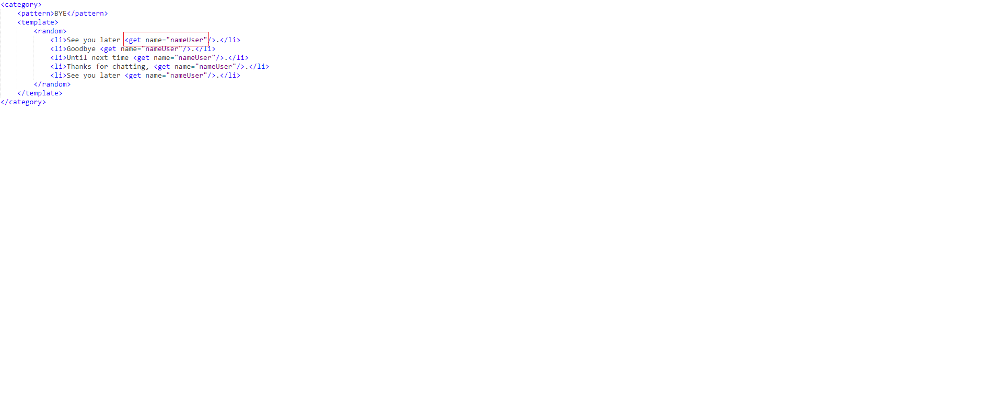 <category>
<pattern>BYE</pattern>
<template>
<random>
<li>See you later <get name="nameUser"/>.</li>
<li>Goodbye <get name="nameUser"/>.</li>
<li>Until next time <get name="nameUser"/>.</li>
<li>Thanks for chatting, <get name="nameUser"/>.</li>
<li>See you later <get name="nameUser"/>.</li>
</random>
</template>
</category>